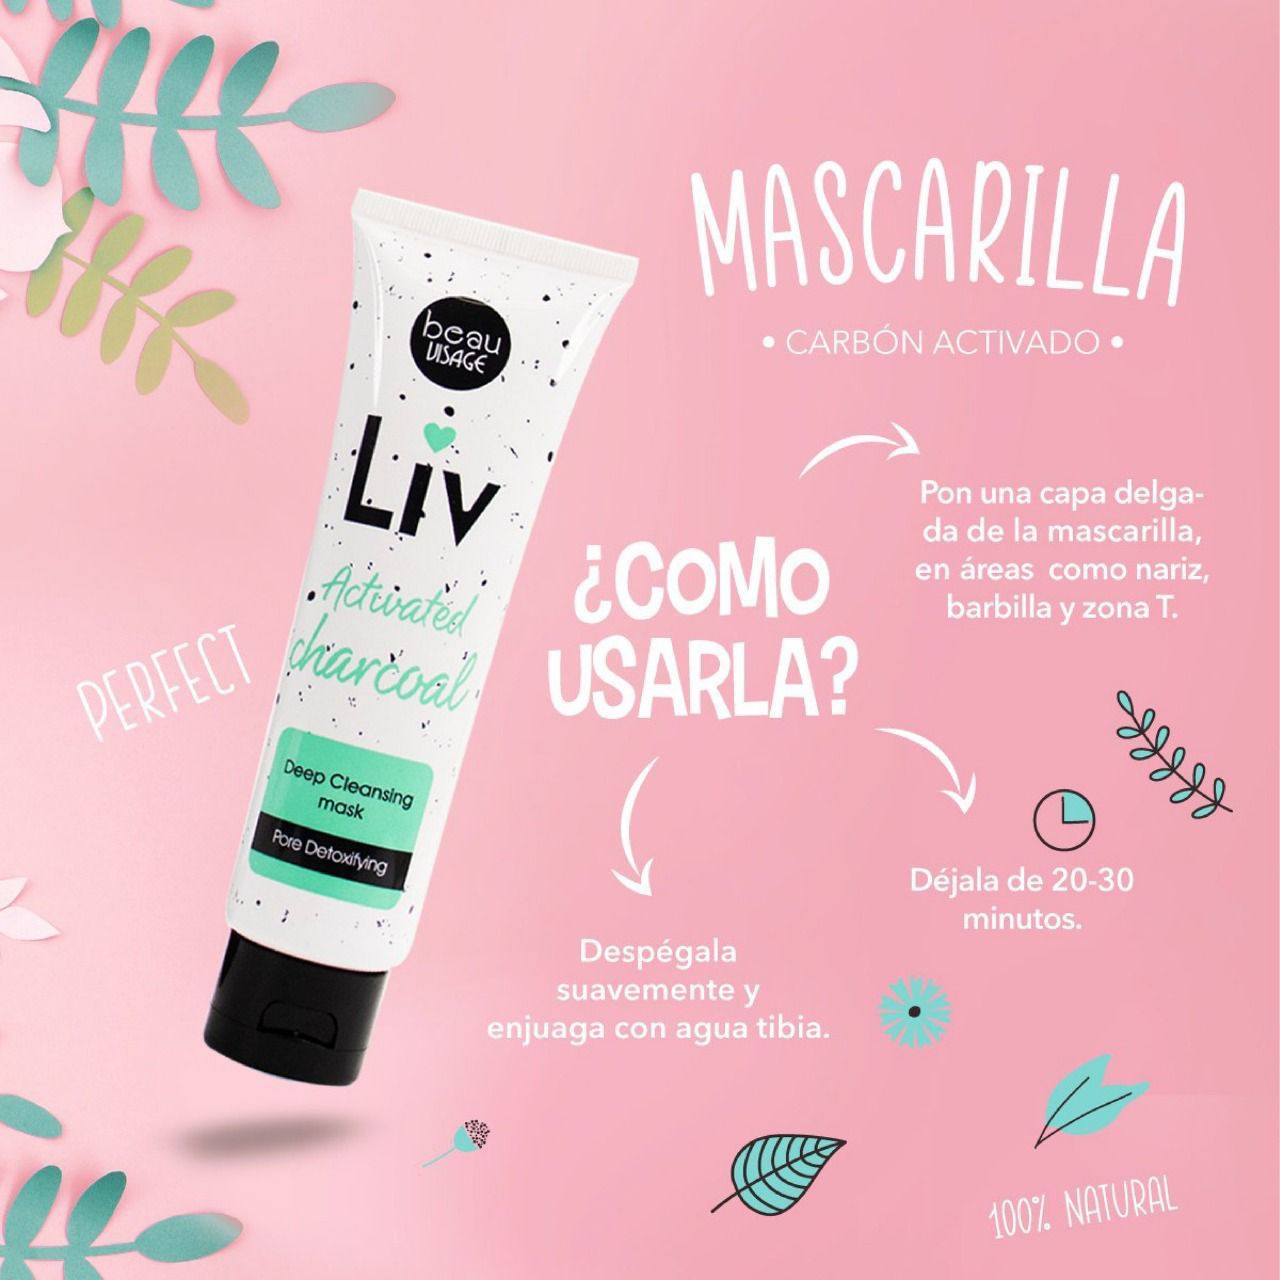 MASCARILLA
• CARBÓN ACTIVADO •
beau
VISAGE
Liv
Activated
charcoal
Deep Cleansing
mask
Pore Detoxifying
PERFECT
¿COMO
USARLA?
Pon una capa delga-
da de la mascarilla,
en áreas como nariz,
barbilla y zona T.
Déjala de 20-30
minutos.
Despégala
suavemente y
enjuaga con agua tibia.
100% NATURAL